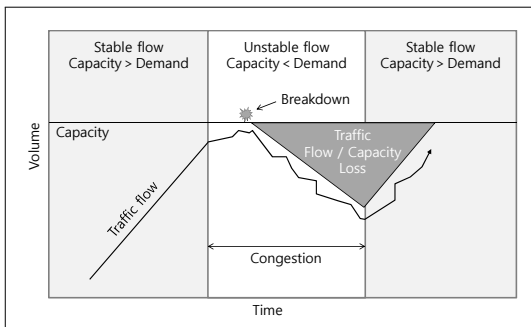 Stable flow
Capacity > Demand
Unstable flow
Capacity < Demand
Stable flow
Capacity > Demand
Breakdown
Capacity
Traffic
Flow / Capacity
Loss
Volume
Traffic flow
Congestion
Time